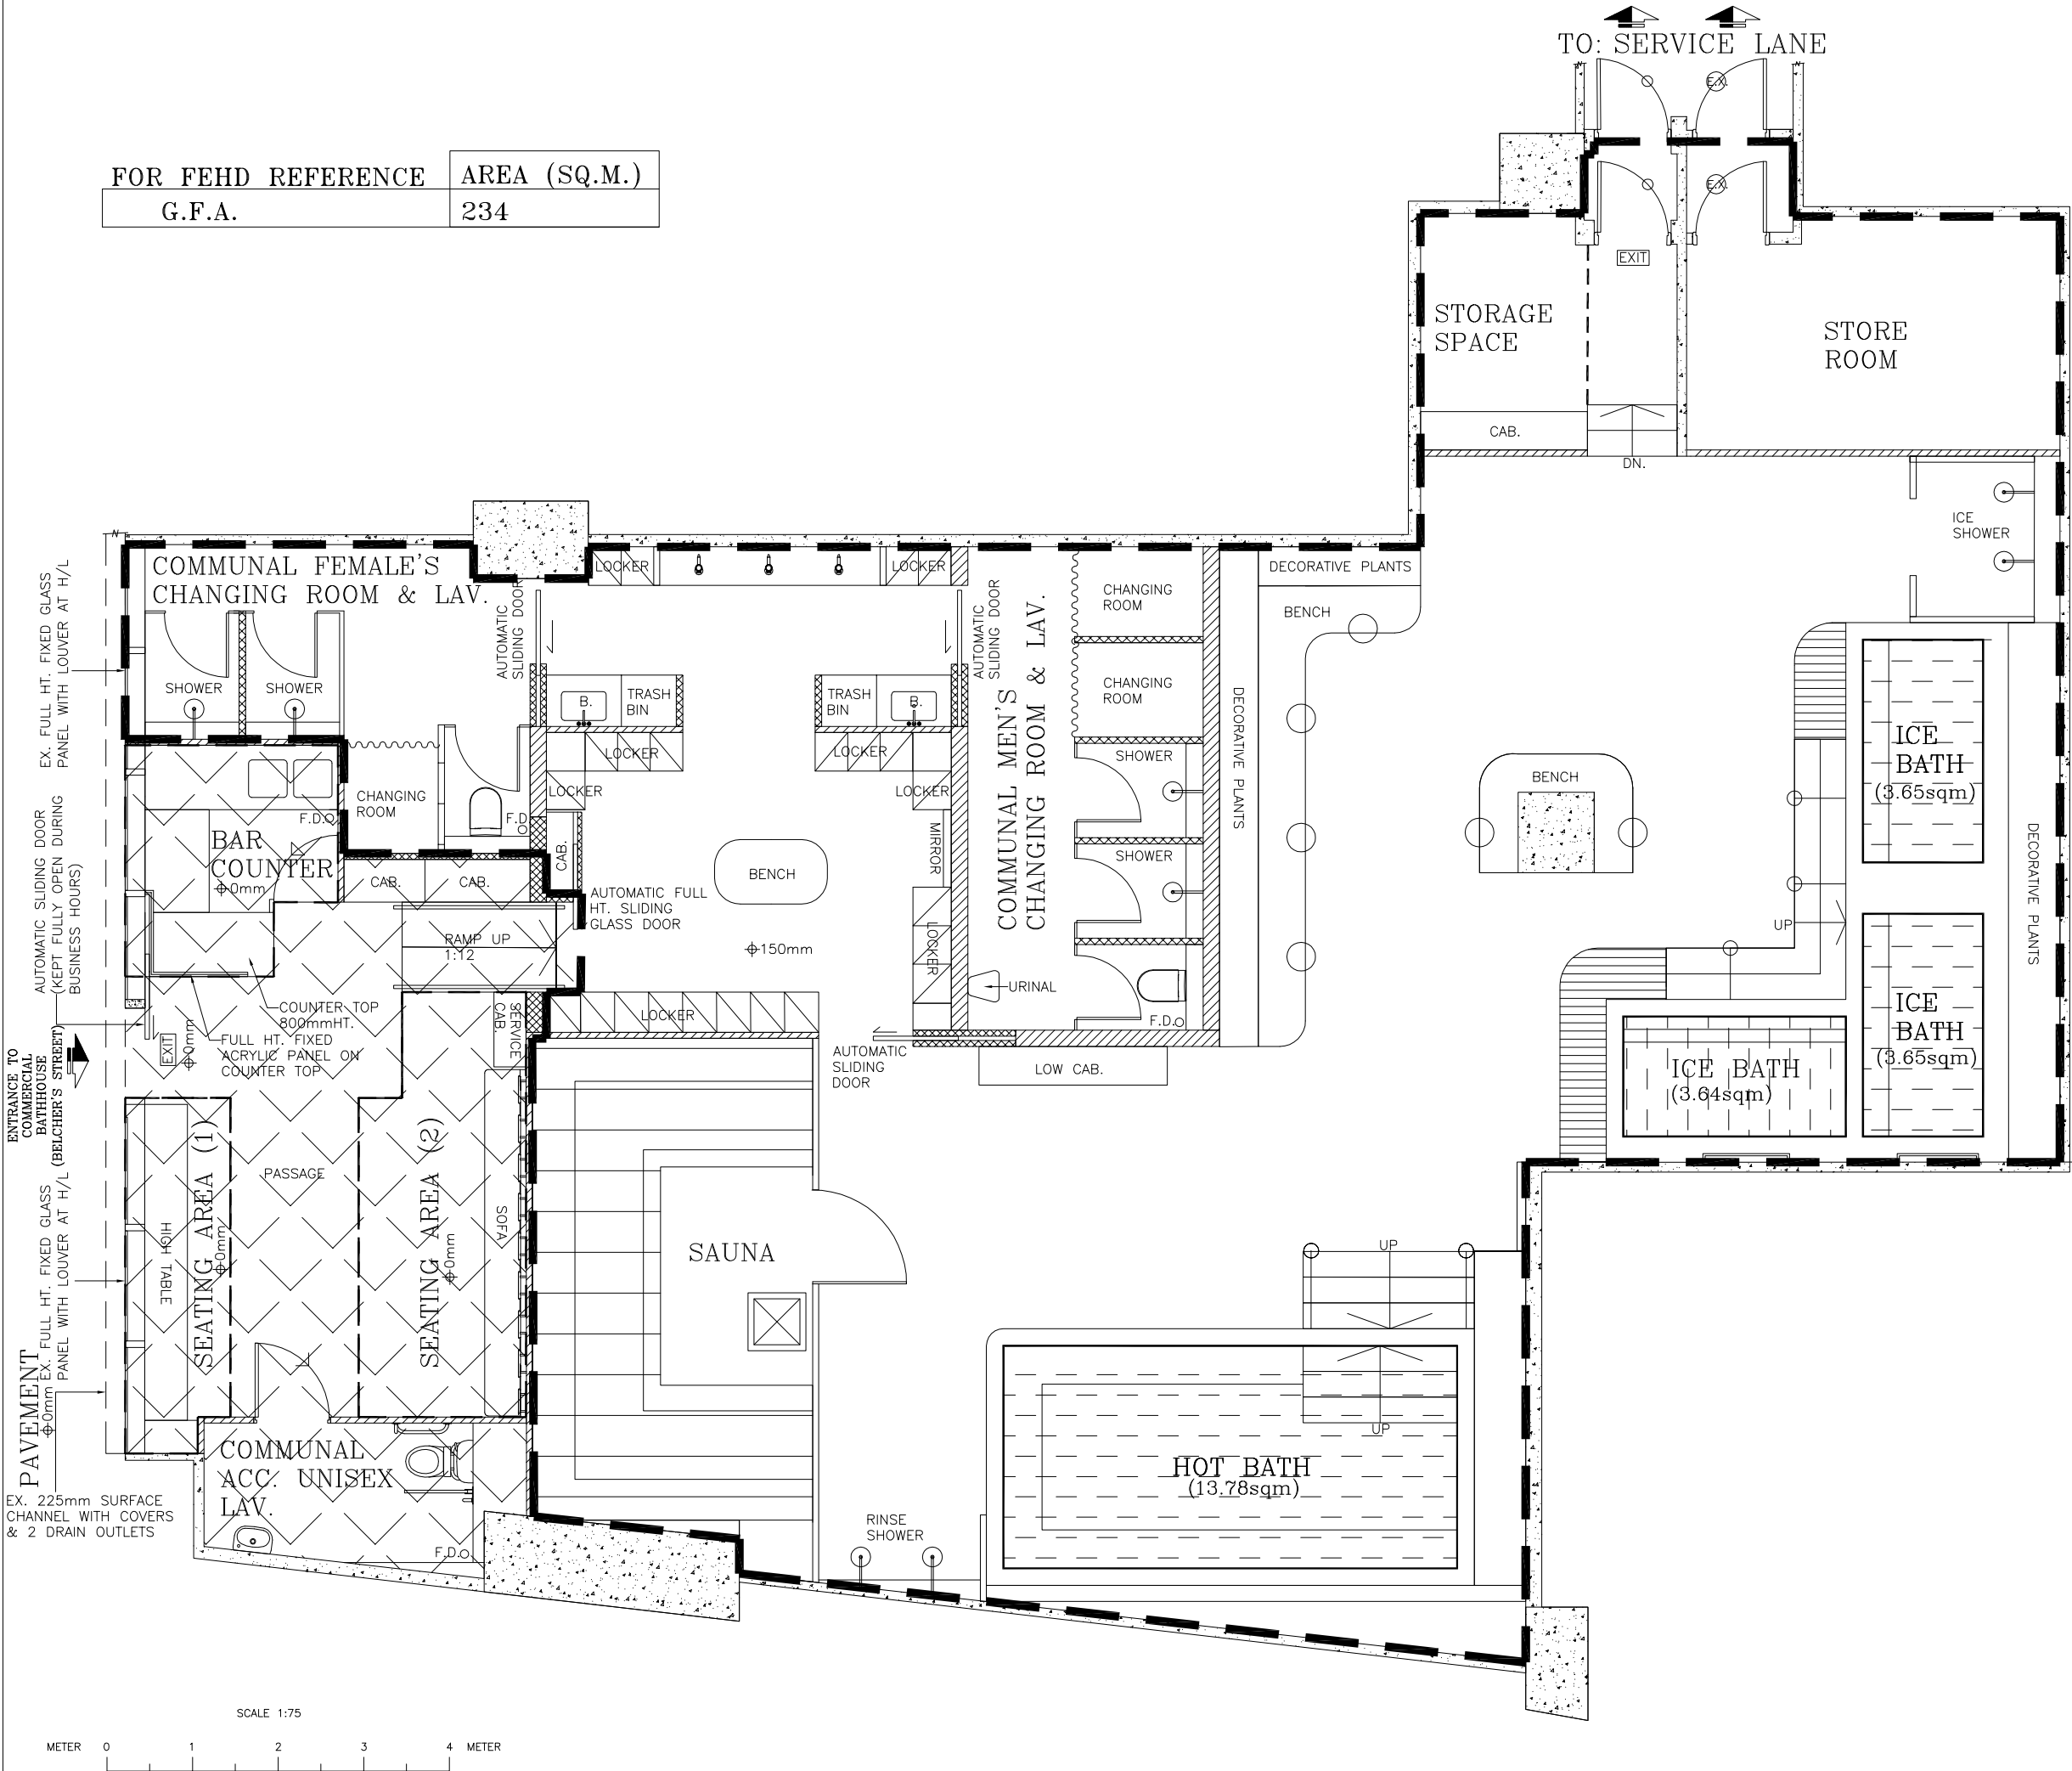 TO: SERVICE LANE
E.X.
E.X.
EXIT
FOR FEHD REFERENCE
AREA (SQ.M.)
G.F.A.
234
STORAGE
SPACE
STORE
ROOM
CAB.
DN.
ICE
SHOWER
EX. FULL HT. FIXED GLASS
PANEL WITH LOUVER AT H/L
COMMUNAL FEMALE'S
CHANGING ROOM & LAV.
SHOWER
SHOWER
AUTOMATIC
SLIDING DOOR
LOCKER
LOCKER
AUTOMATIC
SLIDING DOOR
B.
TRASH
BIN
TRASH
BIN
B.
LOCKER
LOCKER
LOCKER
LOCKER
COMMUNAL MEN'S
CHANGING ROOM & LAV.
CHANGING
ROOM
CHANGING
ROOM
SHOWER
SHOWER
URINAL
F.D.
DECORATIVE PLANTS
BENCH
DECORATIVE PLANTS
BENCH
ICE
BATH
(3.65sqm)
DECORATIVE PLANTS
UP
ICE
BATH
(3.65sqm)
ICE BATH
(3.64sqm)
AUTOMATIC SLIDING DOOR
(KEPT FULLY OPEN DURING
BUSINESS HOURS)
F.D.
BAR
COUNTER
0mm
CHANGING
ROOM
F.D.
CAB.
CAB.
CAB.
MIRROR
BENCH
AUTOMATIC FULL
HT. SLIDING
GLASS DOOR
RAMP UP
1:12
150mm
LOCKER
COUNTER TOP
800mmHT.
FULL HT. FIXED
ACRYLIC PANEL ON
COUNTER TOP
SERVICE
CAB.
LOCKER
AUTOMATIC
SLIDING
DOOR
LOW CAB.
EXIT
0mm
ENTRANCE TO
COMMERCIAL
BATHHOUSE
(BELCHER'S STREET)
PASSAGE
HIGH TABLE
SEATING AREA (1)
0mm
SEATING AREA (2)
0mm
SOFA
SAUNA
EX. FULL HT. FIXED GLASS
PANEL WITH LOUVER AT H/L
PAVEMENT
0mm
UP
UP
HOT BATH
(13.78sqm)
COMMUNAL
ACC. UNISEX
LAV.
F.D.
EX. 225mm SURFACE
CHANNEL WITH COVERS
& 2 DRAIN OUTLETS
RINSE
SHOWER
SCALE 1:75
METER 0 1 2 3 4 METER